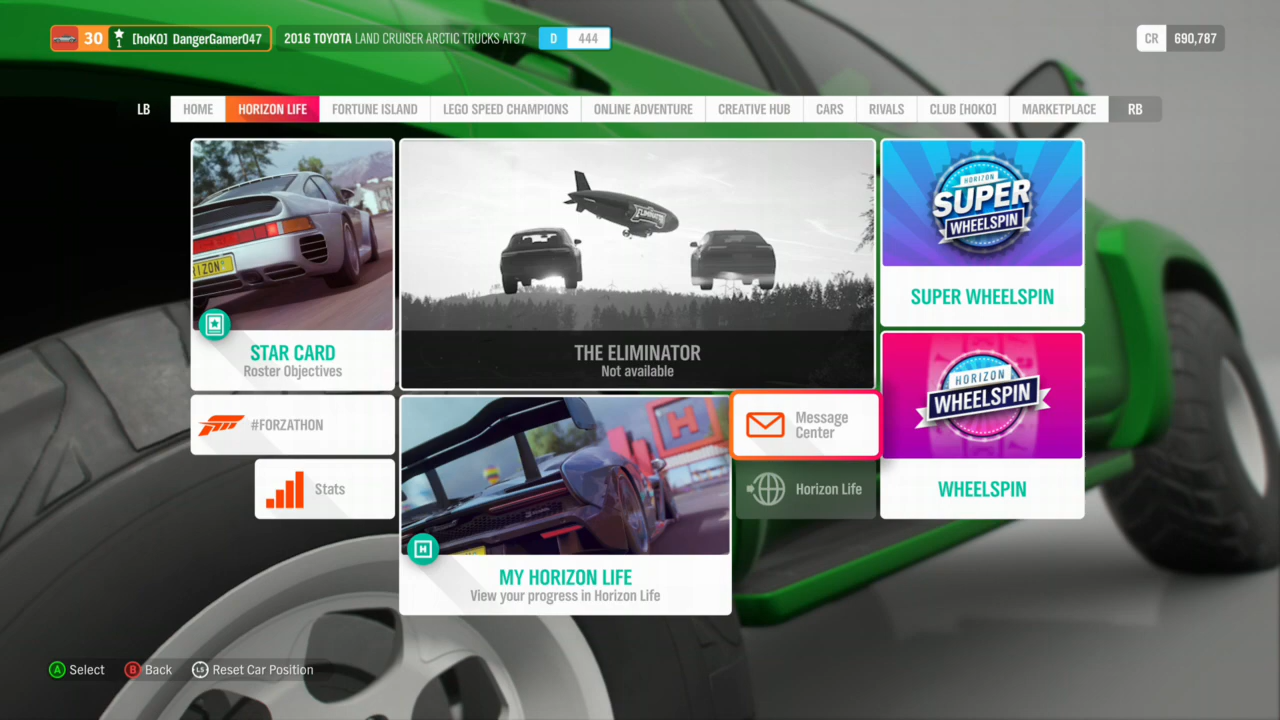 30 1 [hoKO] DangerGamer047 2016 TOYOTA LAND CRUISER ARCTIC TRUCKS AT37 D 444 CR 690,787
LB HOME HORIZON LIFE FORTUNE ISLAND LEGO SPEED CHAMPIONS ONLINE ADVENTURE CREATIVE HUB CARS RIVALS CLUB [HOKO] MARKETPLACE RB
STAR CARD
Roster Objectives
THE ELIMINATOR
Not available
HORIZON
SUPER
WHEELSPIN
SUPER WHEELSPIN
#FORZATHON
Stats
H
MY HORIZON LIFE
View your progress in Horizon Life
Message
Center
Horizon Life
HORIZON
WHEELSPIN
WHEELSPIN
A Select B Back LS Reset Car Position